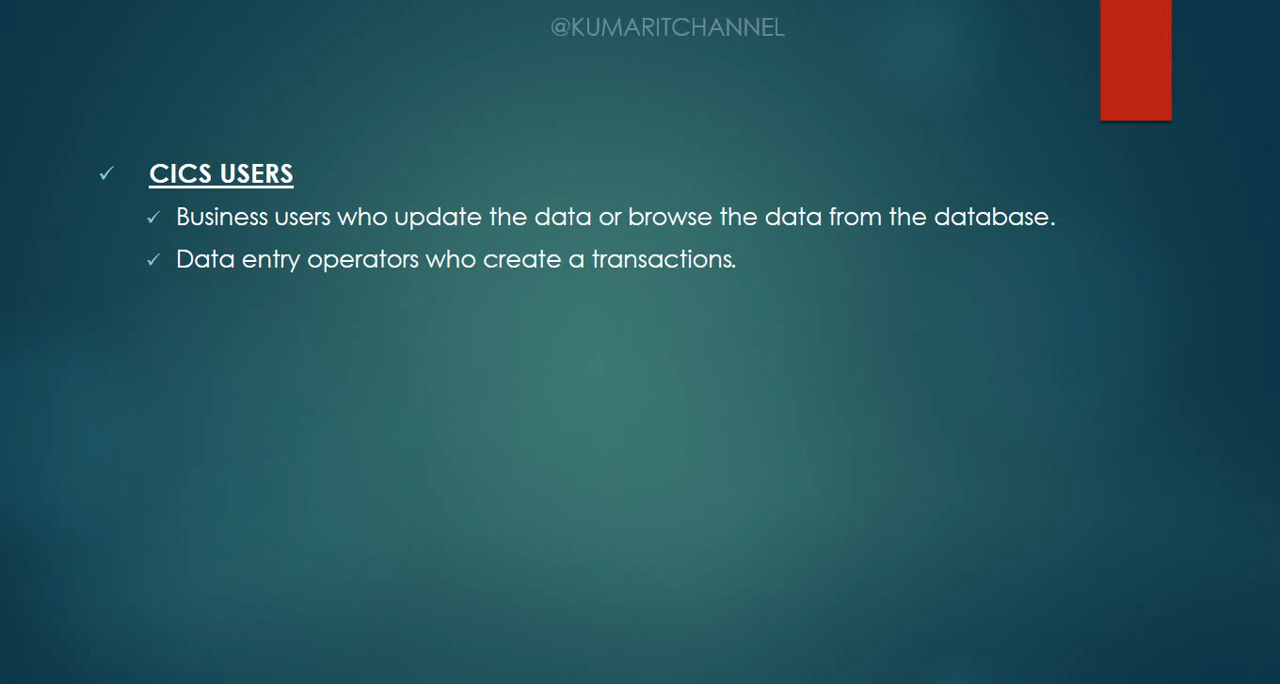 @KUMARITCHANNEL
CICS USERS
Business users who update the data or browse the data from the database.
Data entry operators who create a transactions.